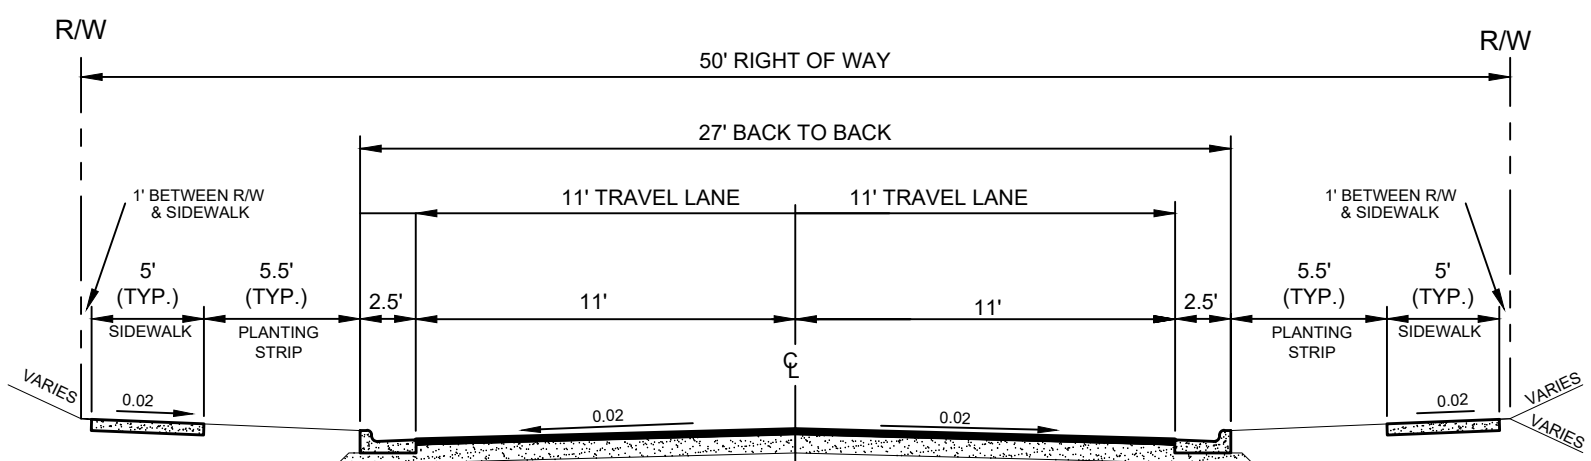 R/W
R/W
50' RIGHT OF WAY
27' BACK TO BACK
1' BETWEEN R/W
& SIDEWALK
11' TRAVEL LANE
11' TRAVEL LANE
1' BETWEEN R/W
& SIDEWALK
5'
(TYP.)
SIDEWALK
5.5'
(TYP.)
PLANTING
STRIP
2.5'
11'
11'
2.5'
5.5'
(TYP.)
PLANTING
STRIP
5'
(TYP.)
SIDEWALK
CL
VARIES
0.02
0.02
0.02
0.02
VARIES
VARIES